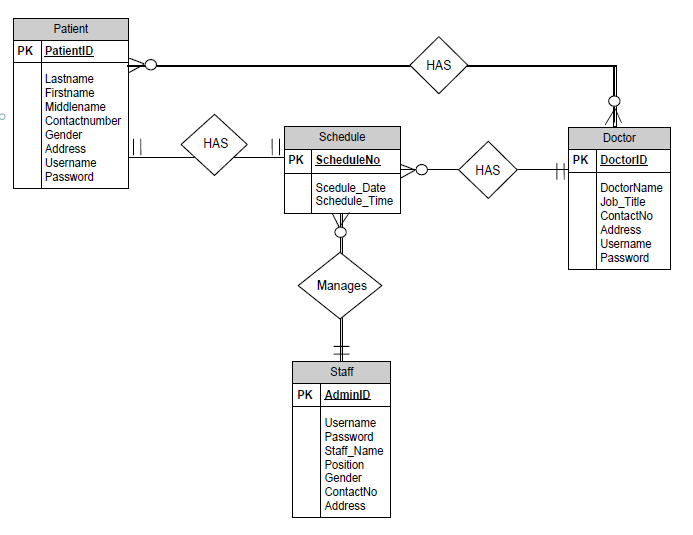 Patient
PK PatientID
Lastname
Firstname
Middlename
Contactnumber
Gender
Address
Username
Password
HAS
HAS
Schedule
PK ScheduleNo
Scedule_Date
Schedule_Time
HAS
Doctor
PK DoctorID
DoctorName
Job_Title
ContactNo
Address
Username
Password
Manages
Staff
PK AdminID
Username
Password
Staff_Name
Position
Gender
ContactNo
Address